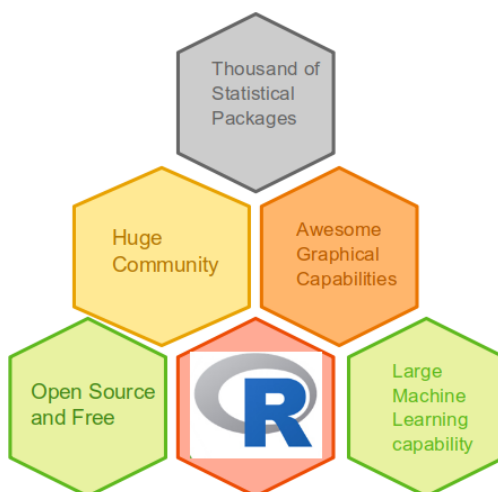 Thousand of
Statistical
Packages
Huge
Community
Awesome
Graphical
Capabilities
Open Source
and Free
R
Large
Machine
Learning
capability